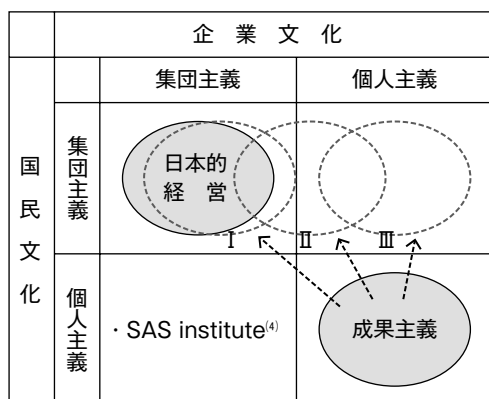 企 業 文 化
集団主義
個人主義
国民文化
集団主義
日本的
経 営
Ⅰ
Ⅱ
Ⅲ
個人主義
・SAS institute⁽⁴⁾
成果主義